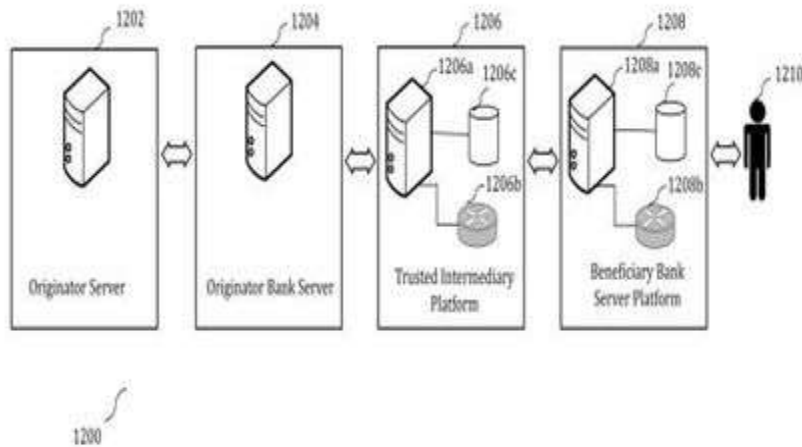 1202
1204
1206
1208
1206a
1206c
1208a
1208c
1210
1206b
1208b
Originator Server
Originator Bank Server
Trusted Intermediary
Platform
Beneficiary Bank
Server Platform
1200